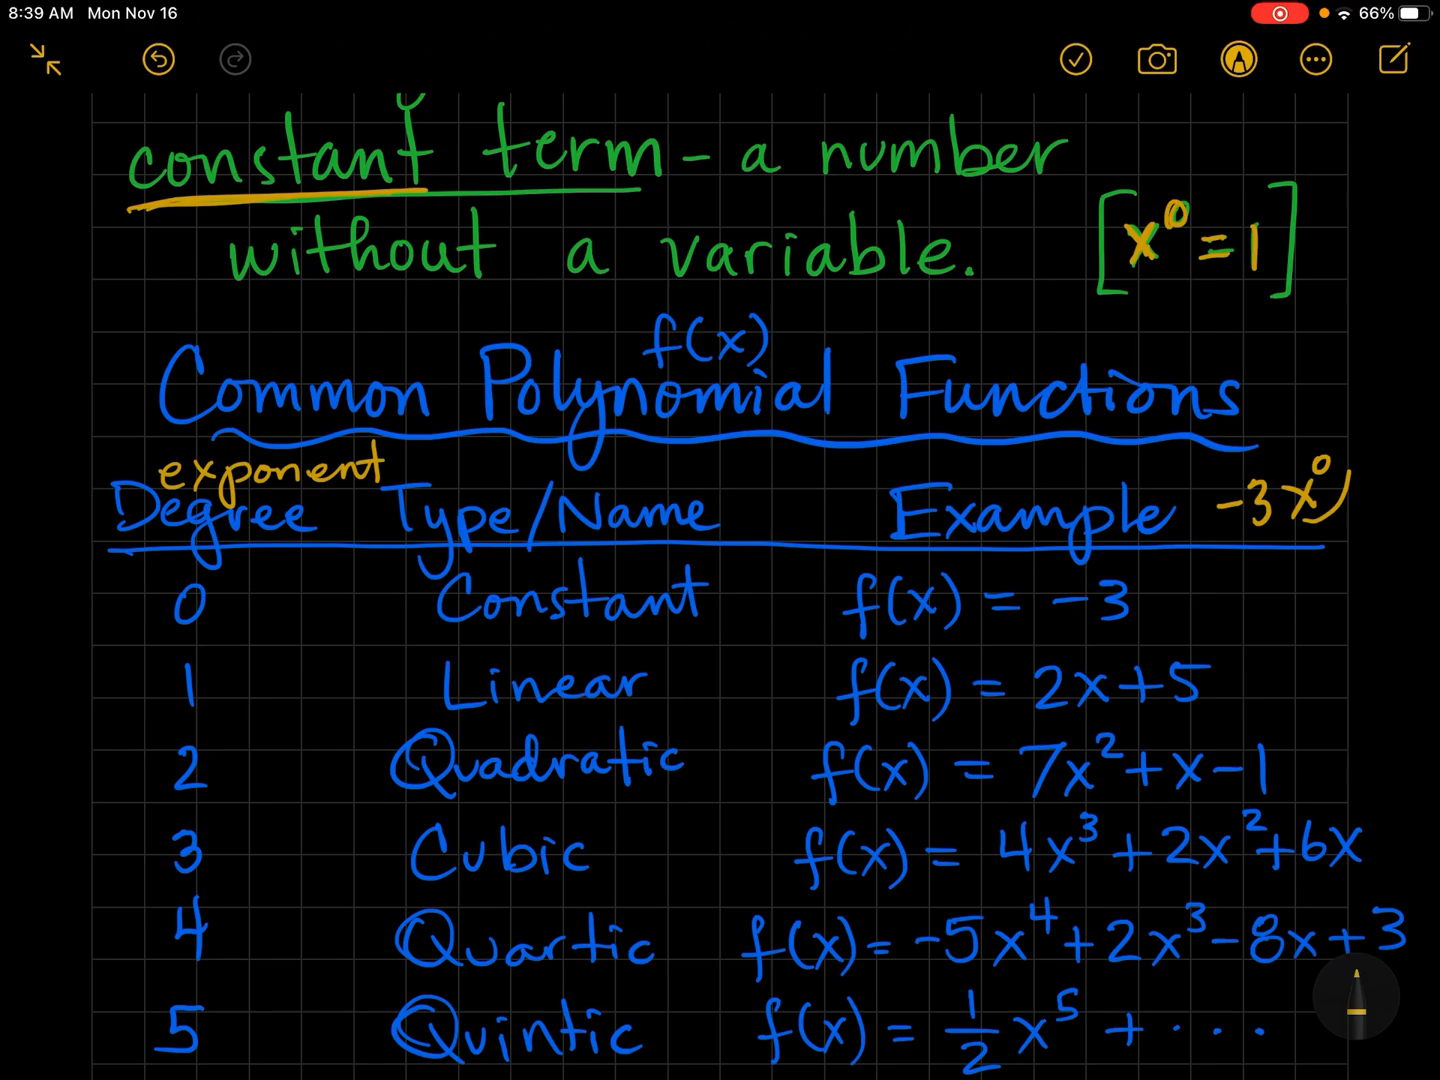 8:39 AM Mon Nov 16 66%
constant term - a number
without a variable. [x⁰ = 1]
f(x)
Common Polynomial Functions
exponent -3x⁰
Degree Type/Name Example
0 Constant f(x) = -3
1 Linear f(x) = 2x+5
2 Quadratic f(x) = 7x²+x-1
3 Cubic f(x) = 4x³+2x²+6x
4 Quartic f(x) = -5x⁴+2x³-8x+3
5 Quintic f(x) = 1/2 x⁵ + ....